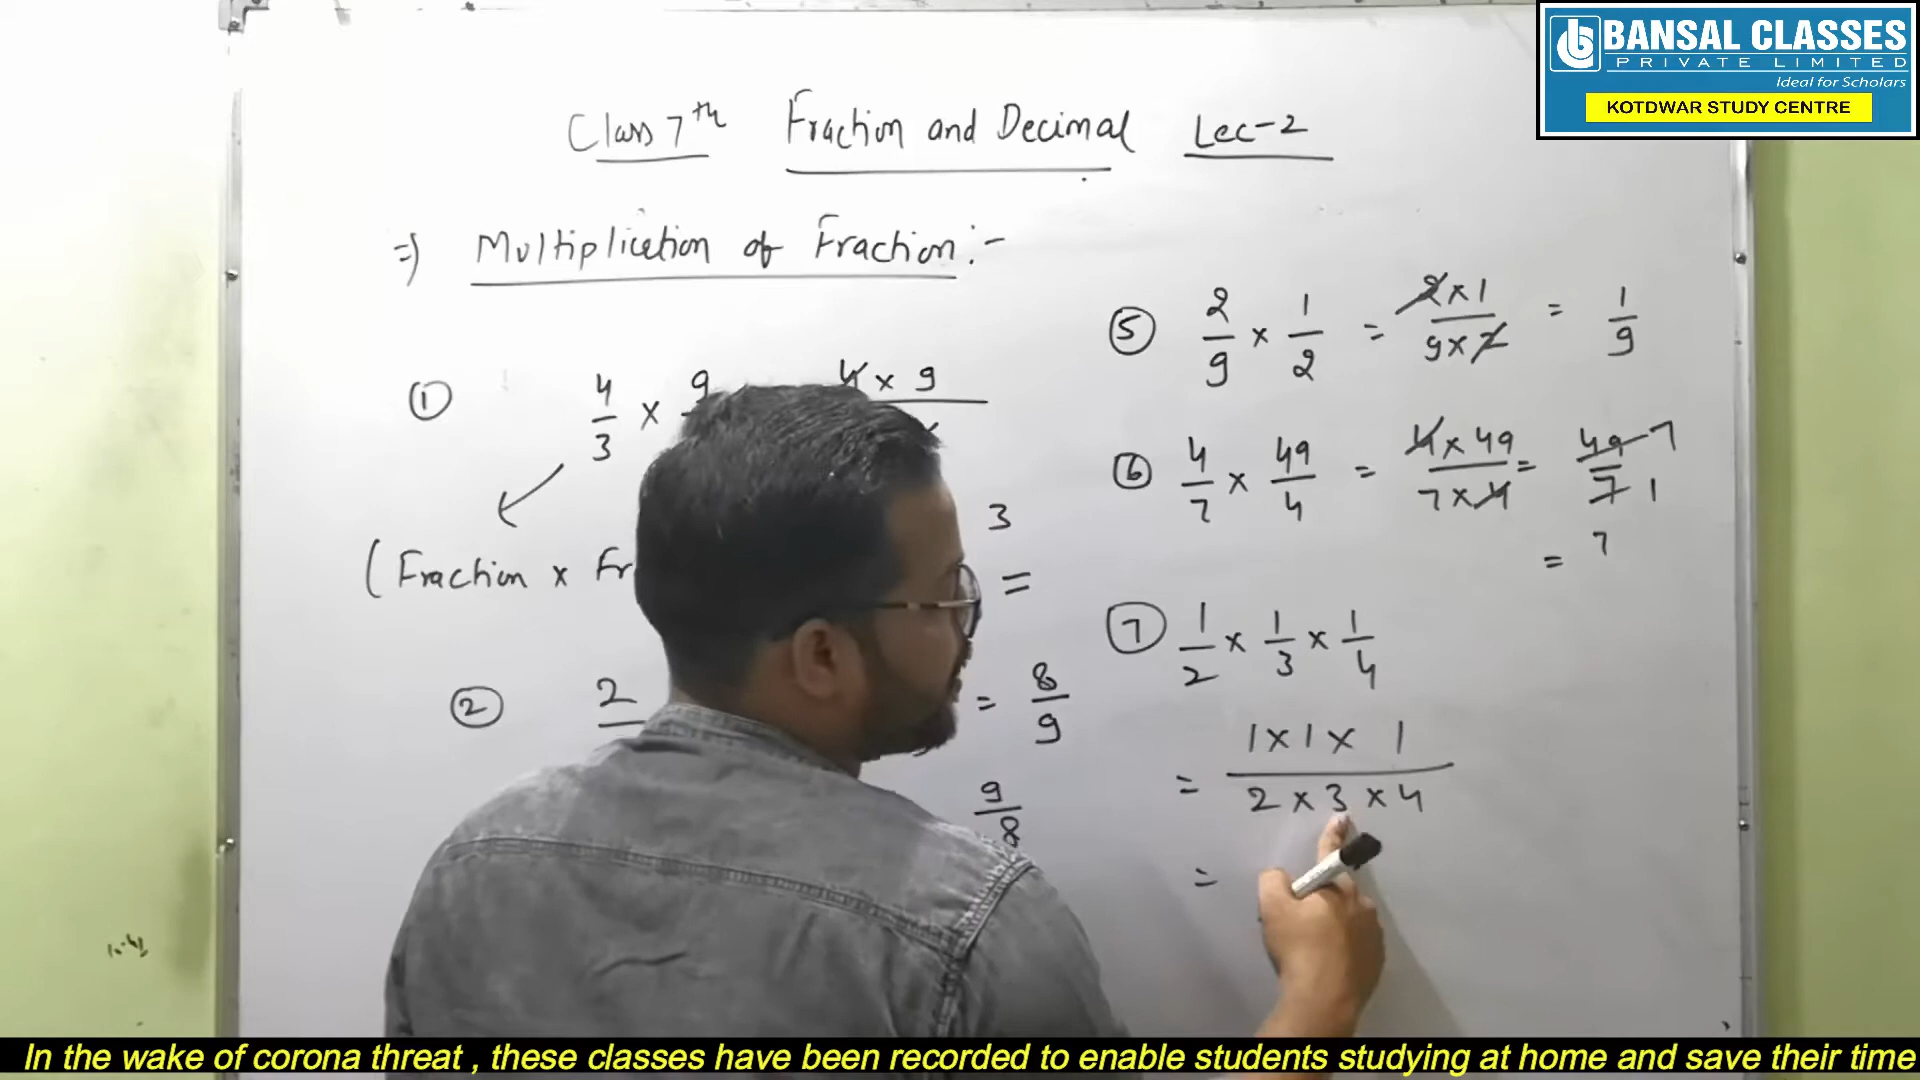 BANSAL CLASSES
PRIVATE LIMITED
Ideal for Scholars
KOTDWAR STUDY CENTRE
Class 7th Fraction and Decimal Lec-2
=) Multiplication of Fraction :-
① 4/3 × 9 4 × 9
3
(Fraction × Fr =
② 2 = 8/9
9/8
⑤ 2/9 × 1/2 = 2×1/9×2 = 1/9
⑥ 4/7 × 49/4 = 4×49/7×4 = 49/7 7 1
= 7
⑦ 1/2 × 1/3 × 1/4
= 1×1×1/2×3×4
=
In the wake of corona threat , these classes have been recorded to enable students studying at home and save their time